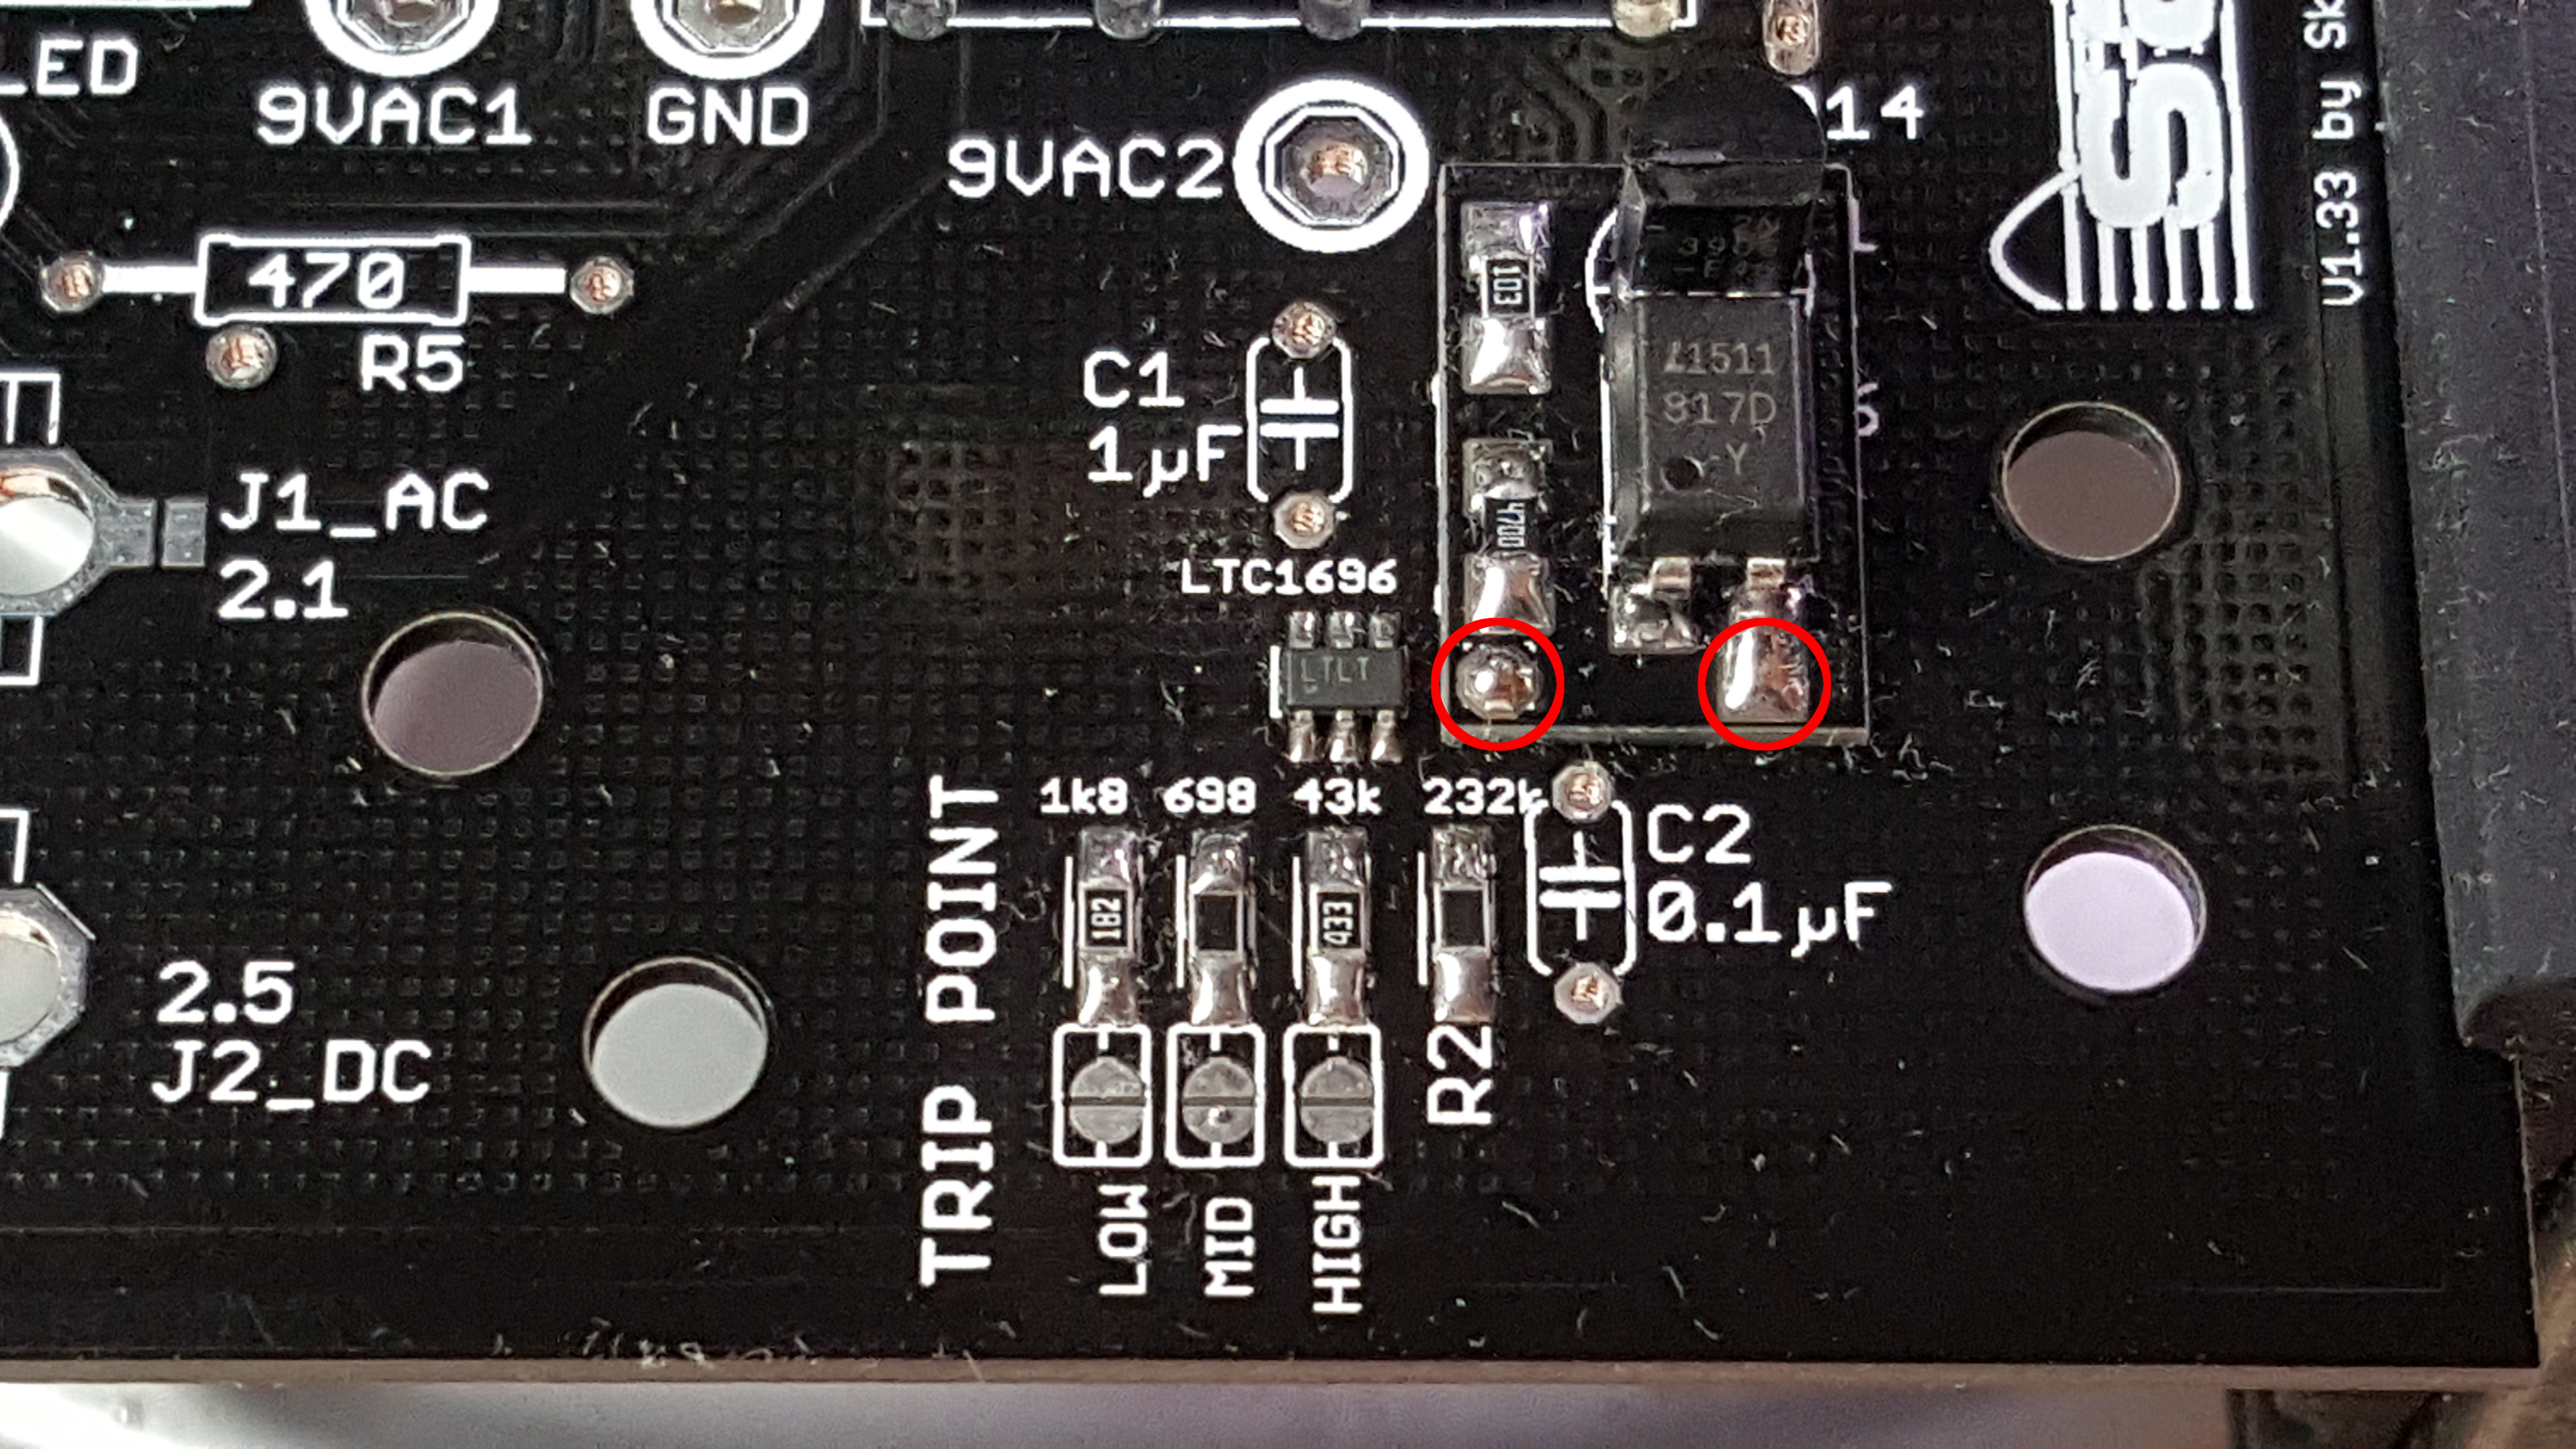 LED
9VAC1
GND
9VAC2
14
V1.33 by Sk
470
R5
103
C1
1µF
1511
817D
Y
J1_AC
2.1
4700
LTC1696
LTLT
1k8
698
43k
232k
C2
0.1µF
182
433
TRIP POINT
2.5
J2_DC
R2
LOW
MID
HIGH